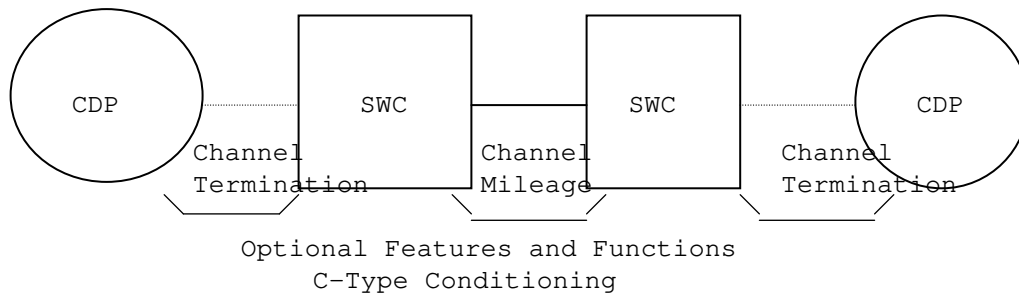 CDP SWC SWC CDP
Channel Channel Channel
Termination Mileage Termination
Optional Features and Functions
C-Type Conditioning